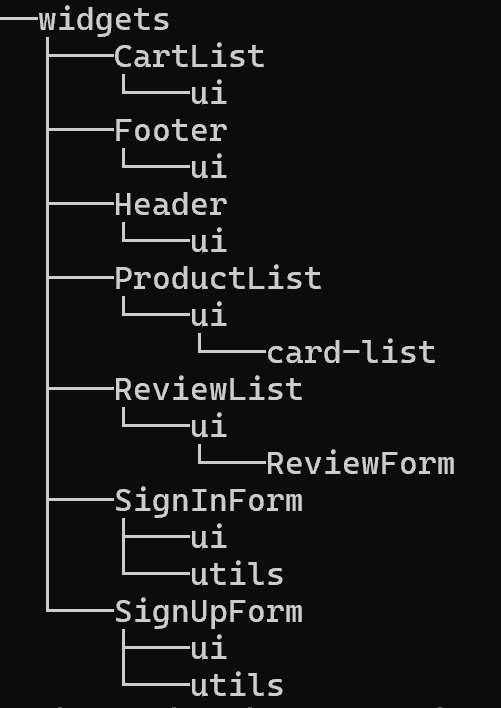 widgets
CartList
ui
Footer
ui
Header
ui
ProductList
ui
card-list
ReviewList
ui
ReviewForm
SignInForm
ui
utils
SignUpForm
ui
utils